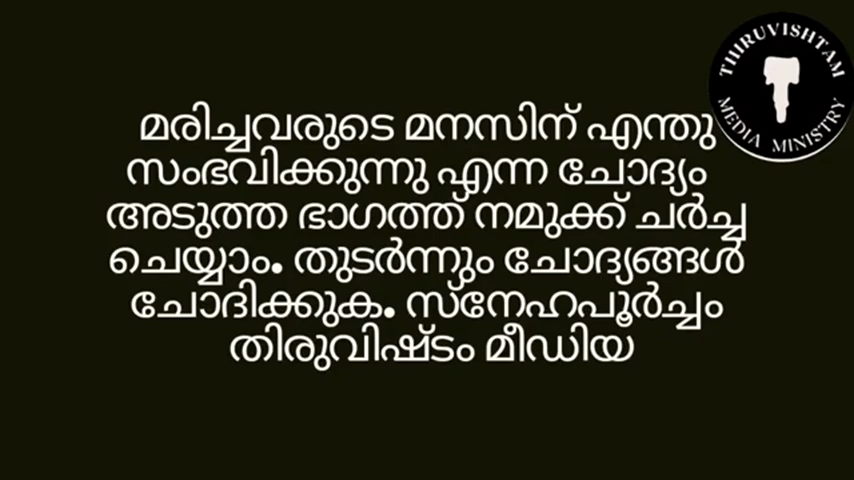 THIRUVISHTAM
MEDIA MINISTRY
മരിച്ചവരുടെ മനസിന് എന്തു
സംഭവിക്കുന്നു എന്ന ചോദ്യം
അടുത്ത ഭാഗത്ത് നമുക്ക് ചർച്ച
ചെയ്യാം. തുടർന്നും ചോദ്യങ്ങൾ
ചോദിക്കുക. സ്നേഹപൂർച്ചം
തിരുവിഷ്ടം മീഡിയ